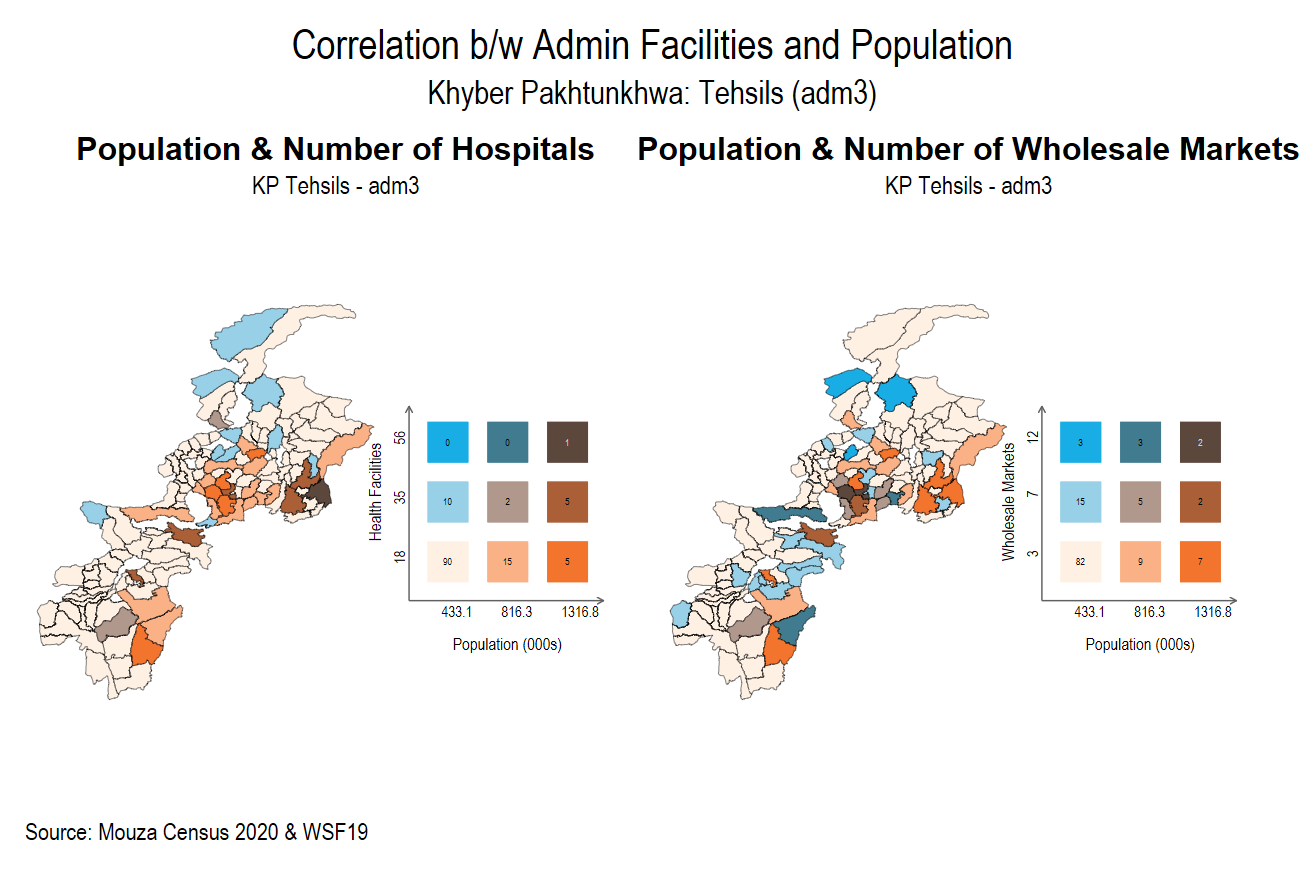 Correlation b/w Admin Facilities and Population
Khyber Pakhtunkhwa: Tehsils (adm3)
Population & Number of Hospitals
KP Tehsils - adm3
Health Facilities
56
35
18
0 0 1
10 2 5
90 15 5
433.1 816.3 1316.8
Population (000s)
Population & Number of Wholesale Markets
KP Tehsils - adm3
Wholesale Markets
12
7
3
3 3 2
15 5 2
82 9 7
433.1 816.3 1316.8
Population (000s)
Source: Mouza Census 2020 & WSF19